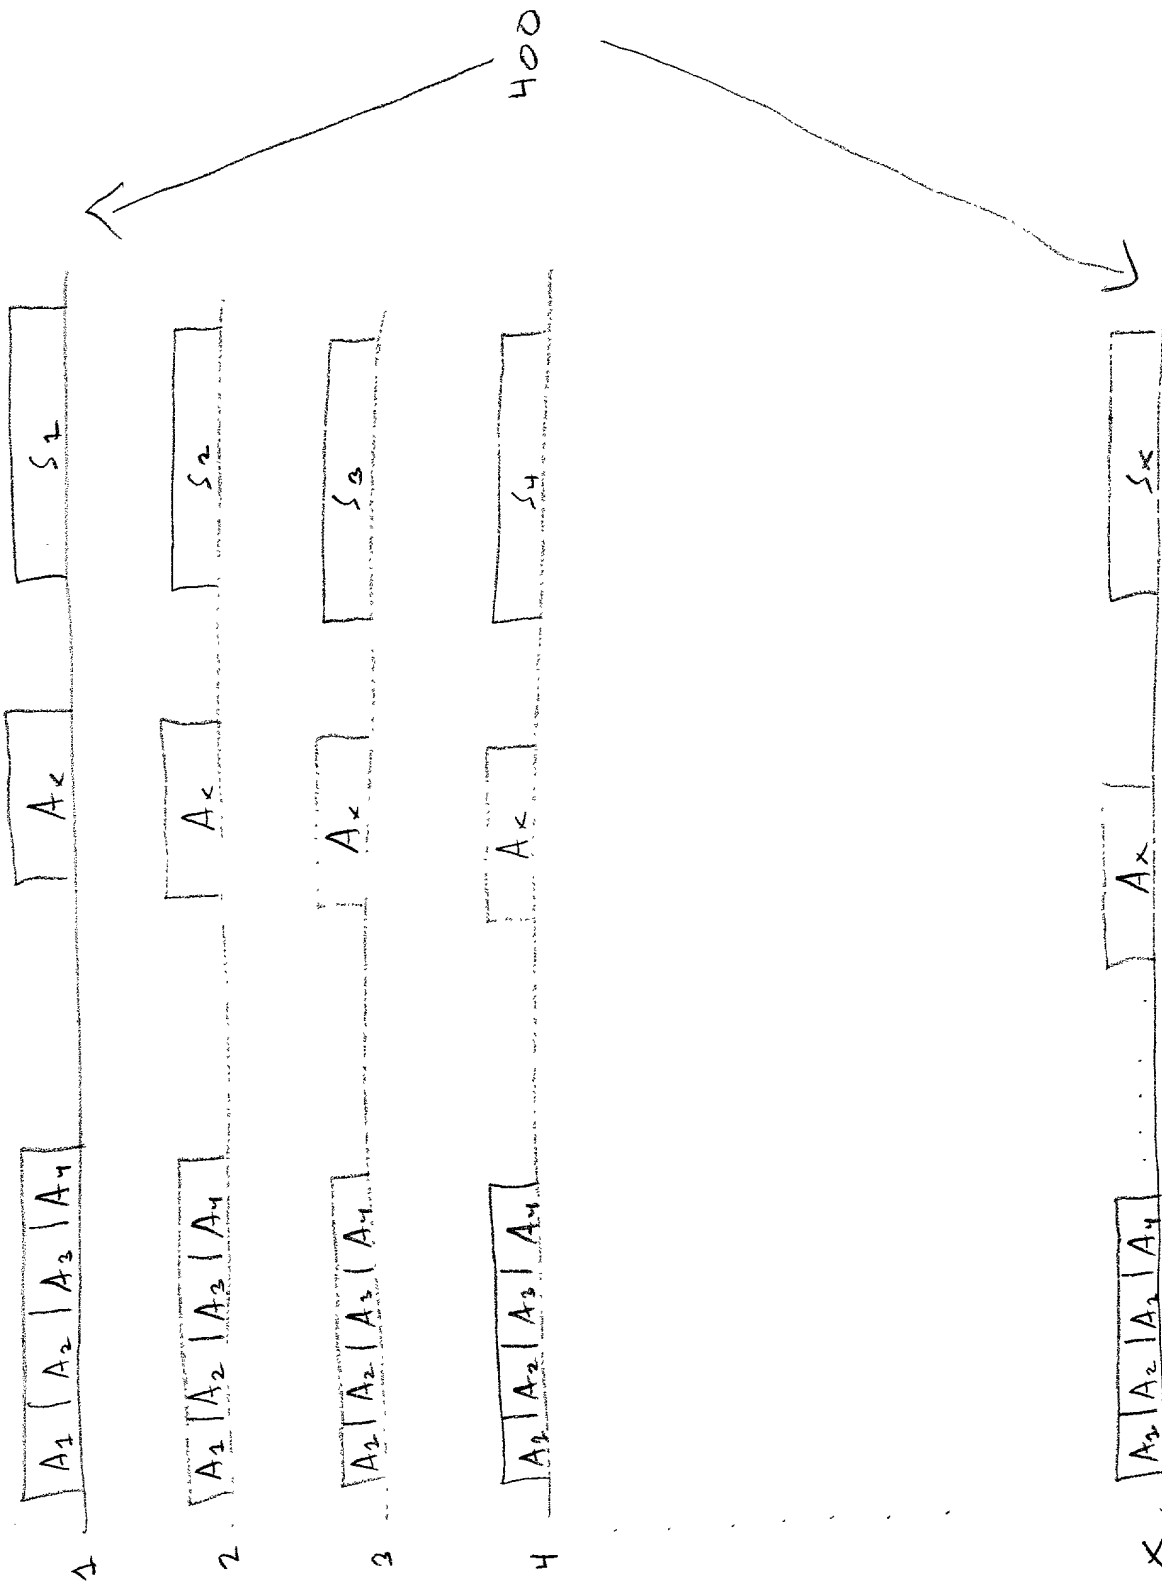 1 A1 | A2 | A3 | A4 Ax S1
2 A1 | A2 | A3 | A4 Ax S2
3 A1 | A2 | A3 | A4 Ax S3
4 A1 | A2 | A3 | A4 Ax S4
x A1 | A2 | A3 | A4 Ax Sx
400